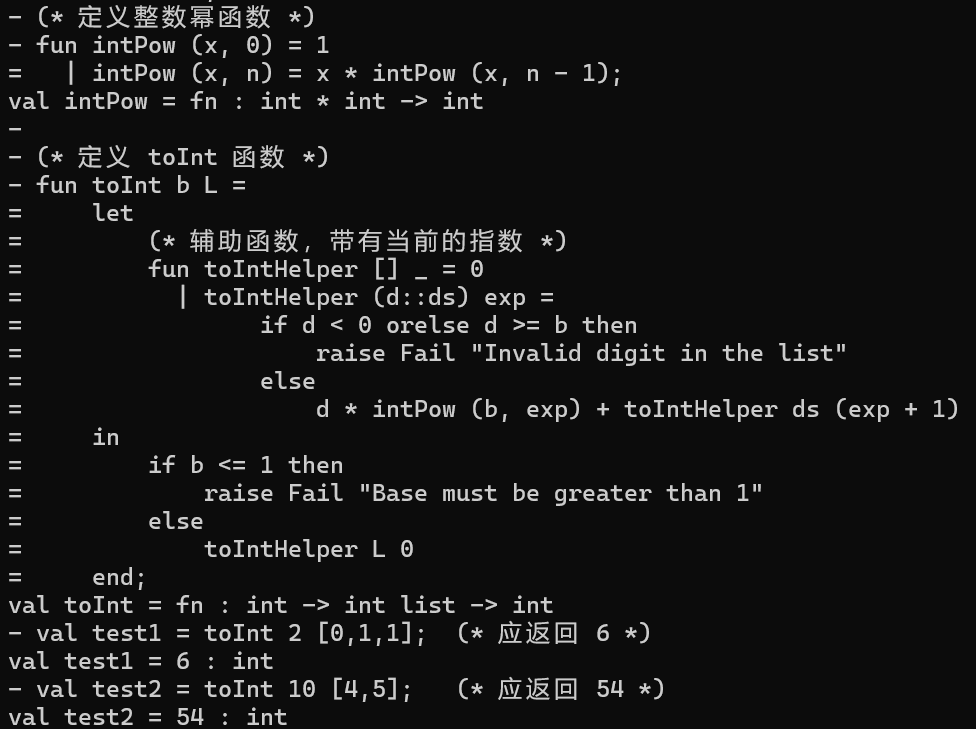 - (* 定义整数幂函数 *)
- fun intPow (x, 0) = 1
=   | intPow (x, n) = x * intPow (x, n - 1);
val intPow = fn : int * int -> int
-
- (* 定义 toInt 函数 *)
- fun toInt b L =
=     let
=         (* 辅助函数，带有当前的指数 *)
=         fun toIntHelper [] _ = 0
=           | toIntHelper (d::ds) exp =
=                 if d < 0 orelse d >= b then
=                     raise Fail "Invalid digit in the list"
=                 else
=                     d * intPow (b, exp) + toIntHelper ds (exp + 1)
=     in
=         if b <= 1 then
=             raise Fail "Base must be greater than 1"
=         else
=             toIntHelper L 0
=     end;
val toInt = fn : int -> int list -> int
- val test1 = toInt 2 [0,1,1];  (* 应返回 6 *)
val test1 = 6 : int
- val test2 = toInt 10 [4,5];   (* 应返回 54 *)
val test2 = 54 : int